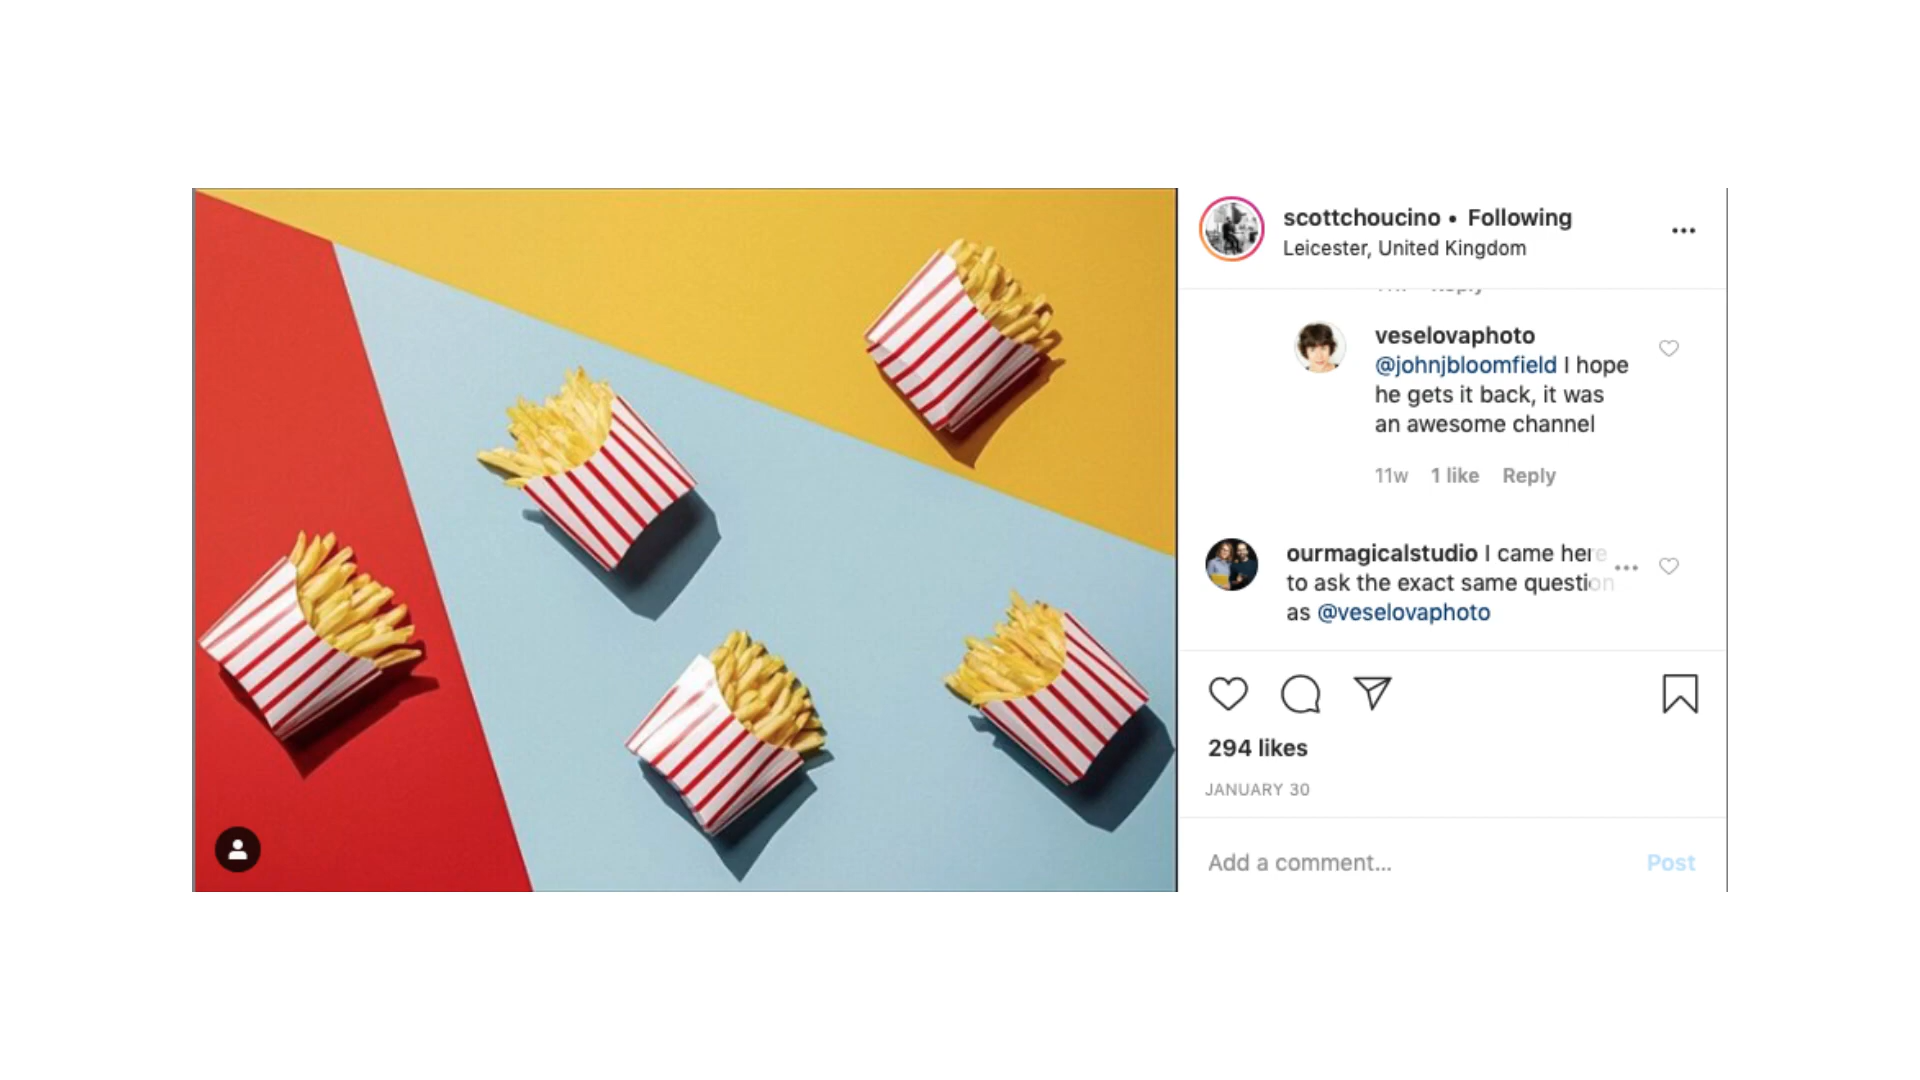 scottchoucino • Following
Leicester, United Kingdom
veselovaphoto
@johnjbloomfield I hope
he gets it back, it was
an awesome channel
11w 1 like Reply
ourmagicalstudio I came here
to ask the exact same question
as @veselovaphoto
294 likes
JANUARY 30
Add a comment... Post